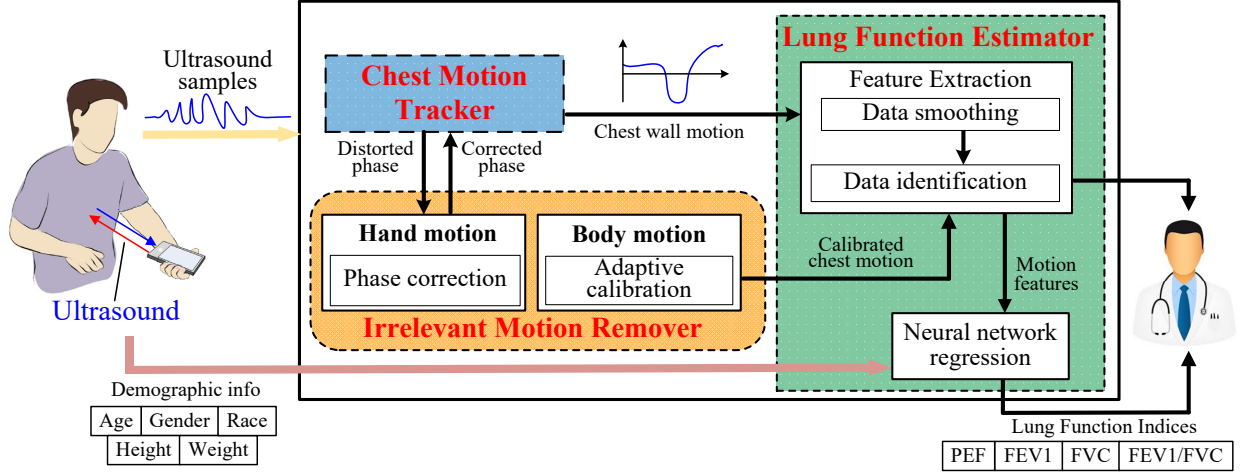 Ultrasound
samples
Ultrasound
Demographic info
Age Gender Race
Height Weight
Chest Motion
Tracker
Distorted
phase
Corrected
phase
Chest wall motion
Hand motion
Phase correction
Body motion
Adaptive
calibration
Irrelevant Motion Remover
Calibrated
chest motion
Lung Function Estimator
Feature Extraction
Data smoothing
Data identification
Motion
features
Neural network
regression
Lung Function Indices
PEF FEV1 FVC FEV1/FVC